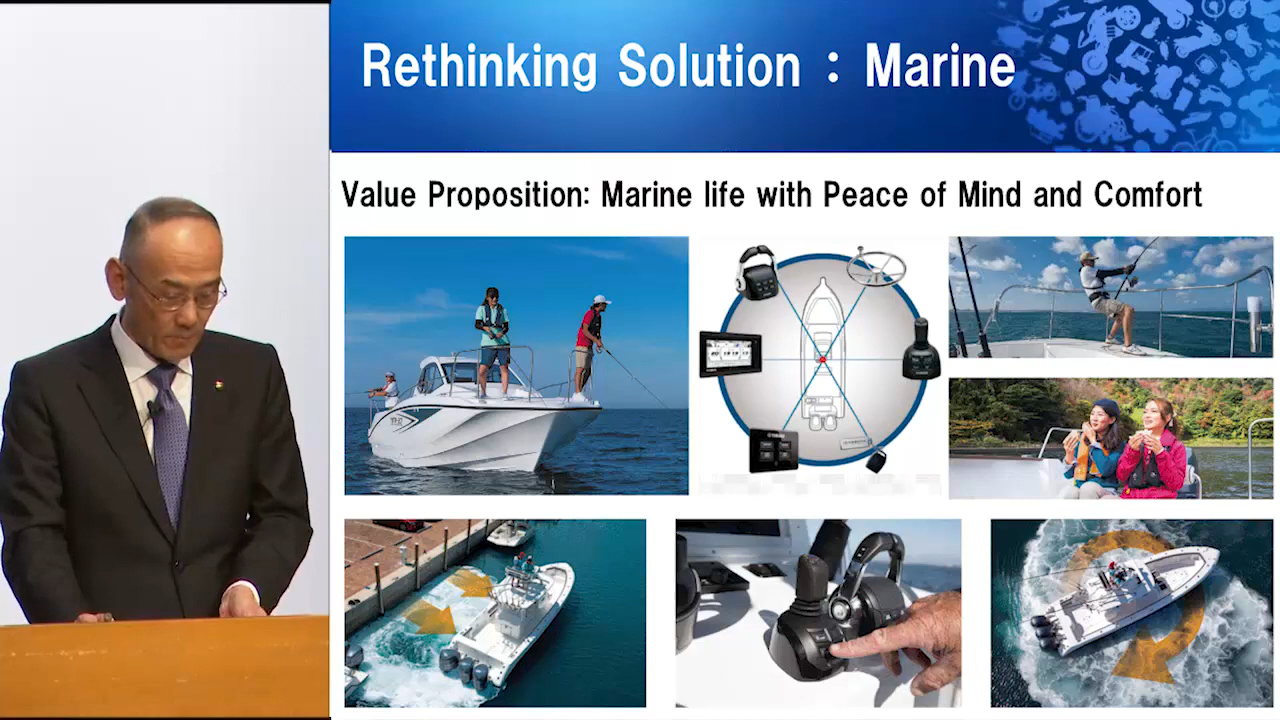 Rethinking Solution : Marine
Value Proposition: Marine life with Peace of Mind and Comfort